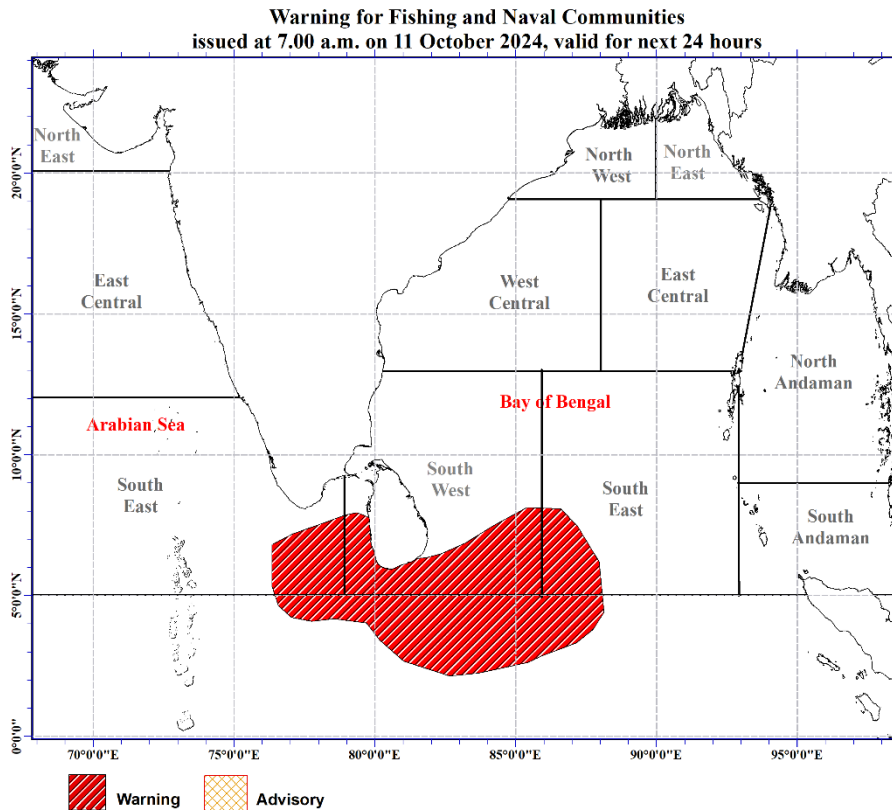 Warning for Fishing and Naval Communities
issued at 7.00 a.m. on 11 October 2024, valid for next 24 hours
North
East
North
West
North
East
East
Central
West
Central
East
Central
North
Andaman
Arabian Sea
Bay of Bengal
South
East
South
West
South
East
South
Andaman
20°0'0"N
15°0'0"N
10°0'0"N
5°0'0"N
0°0'0"
70°0'0"E
75°0'0"E
80°0'0"E
85°0'0"E
90°0'0"E
95°0'0"E
Warning
Advisory